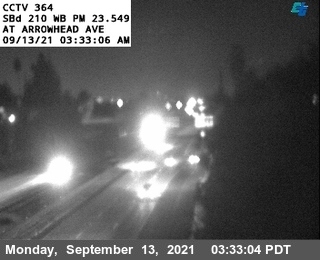 CCTV 364
SBd 210 WB PM 23.549
AT ARROWHEAD AVE
09/13/21 03:33:06 AM
Monday, September 13, 2021 03:33:04 PDT